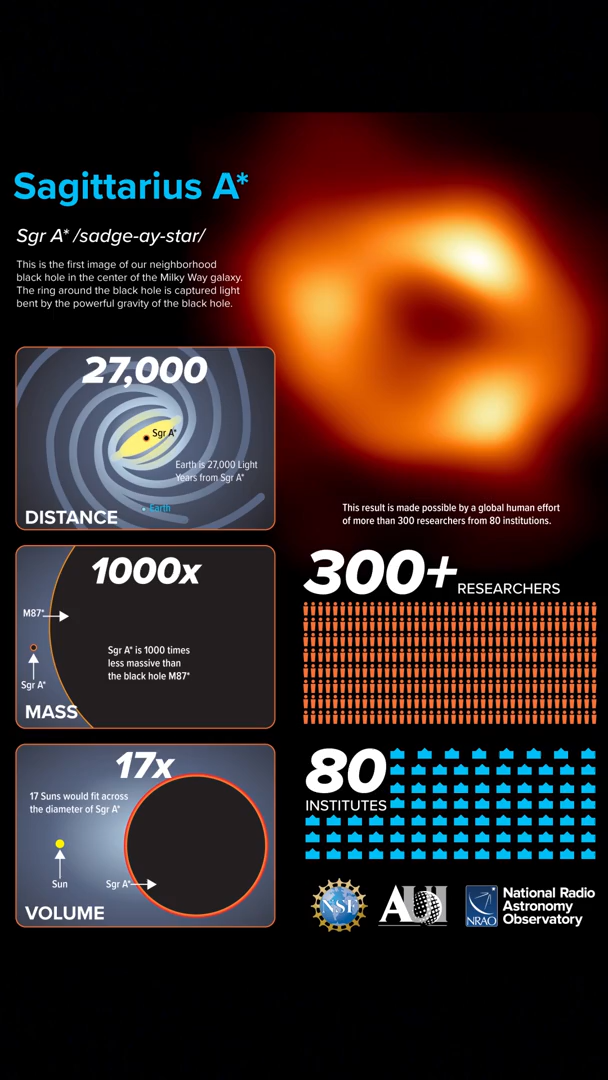 Sagittarius A*
Sgr A* /sadge-ay-star/
This is the first image of our neighborhood
black hole in the center of the Milky Way galaxy.
The ring around the black hole is captured light
bent by the powerful gravity of the black hole.
27,000
Sgr A*
Earth is 27,000 Light
Years from Sgr A*
Earth
DISTANCE
1000x
M87*
Sgr A* is 1000 times
less massive than
the black hole M87*
Sgr A*
MASS
17x
17 Suns would fit across
the diameter of Sgr A*
Sun
Sgr A*
VOLUME
This result is made possible by a global human effort
of more than 300 researchers from 80 institutions.
300+ RESEARCHERS
80
INSTITUTES
NSF
AUI
NRAO
National Radio
Astronomy
Observatory